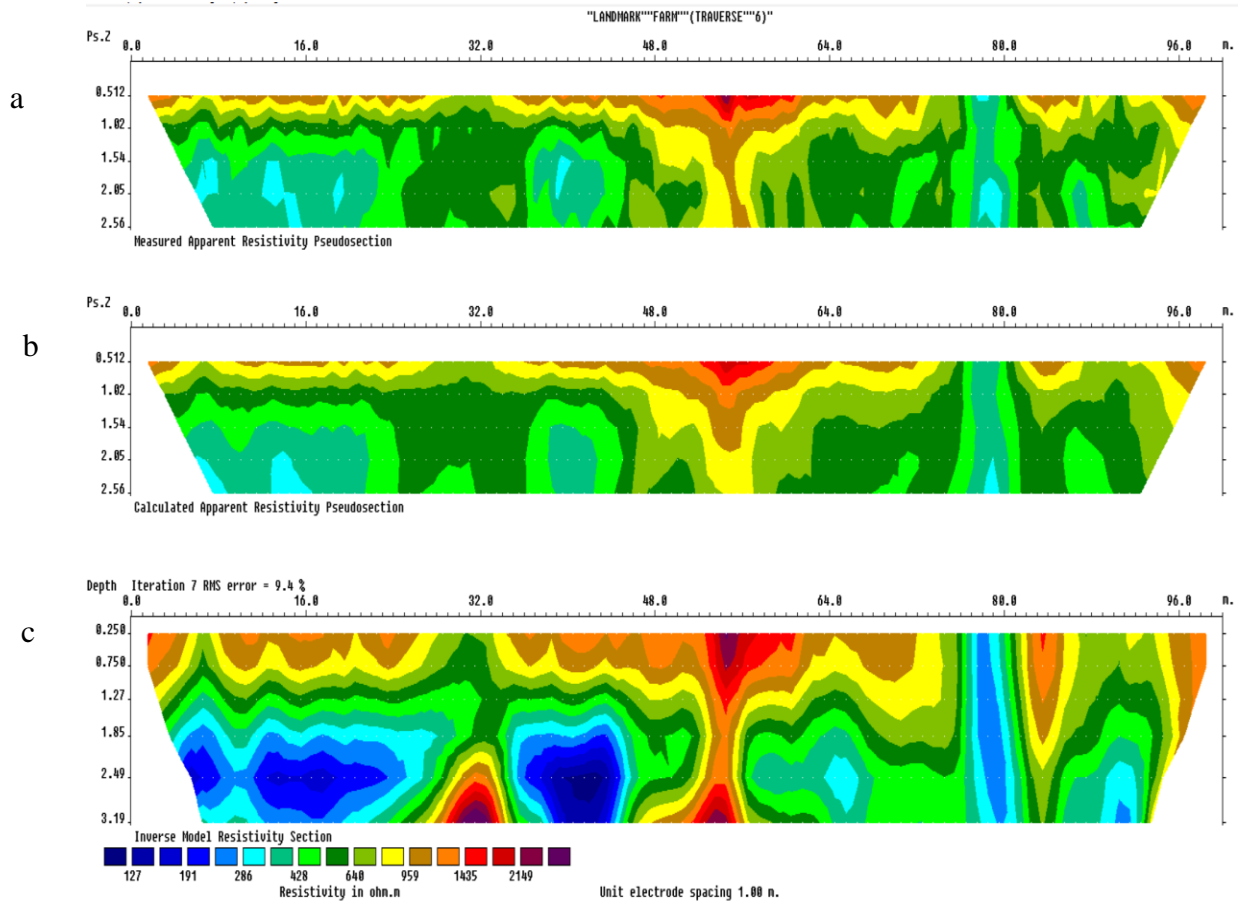 "LANDMARK""FARM""(TRAVERSE""6)"
a
Ps.Z 0.0 16.0 32.0 48.0 64.0 80.0 96.0 m.
0.512
1.02
1.54
2.05
2.56
Measured Apparent Resistivity Pseudosection
b
Ps.Z 0.0 16.0 32.0 48.0 64.0 80.0 96.0 m.
0.512
1.02
1.54
2.05
2.56
Calculated Apparent Resistivity Pseudosection
c
Depth Iteration 7 RMS error = 9.4 %
0.0 16.0 32.0 48.0 64.0 80.0 96.0 m.
0.250
0.750
1.27
1.85
2.49
3.19
Inverse Model Resistivity Section
127 191 286 428 640 959 1435 2149
Resistivity in ohm.m Unit electrode spacing 1.00 m.